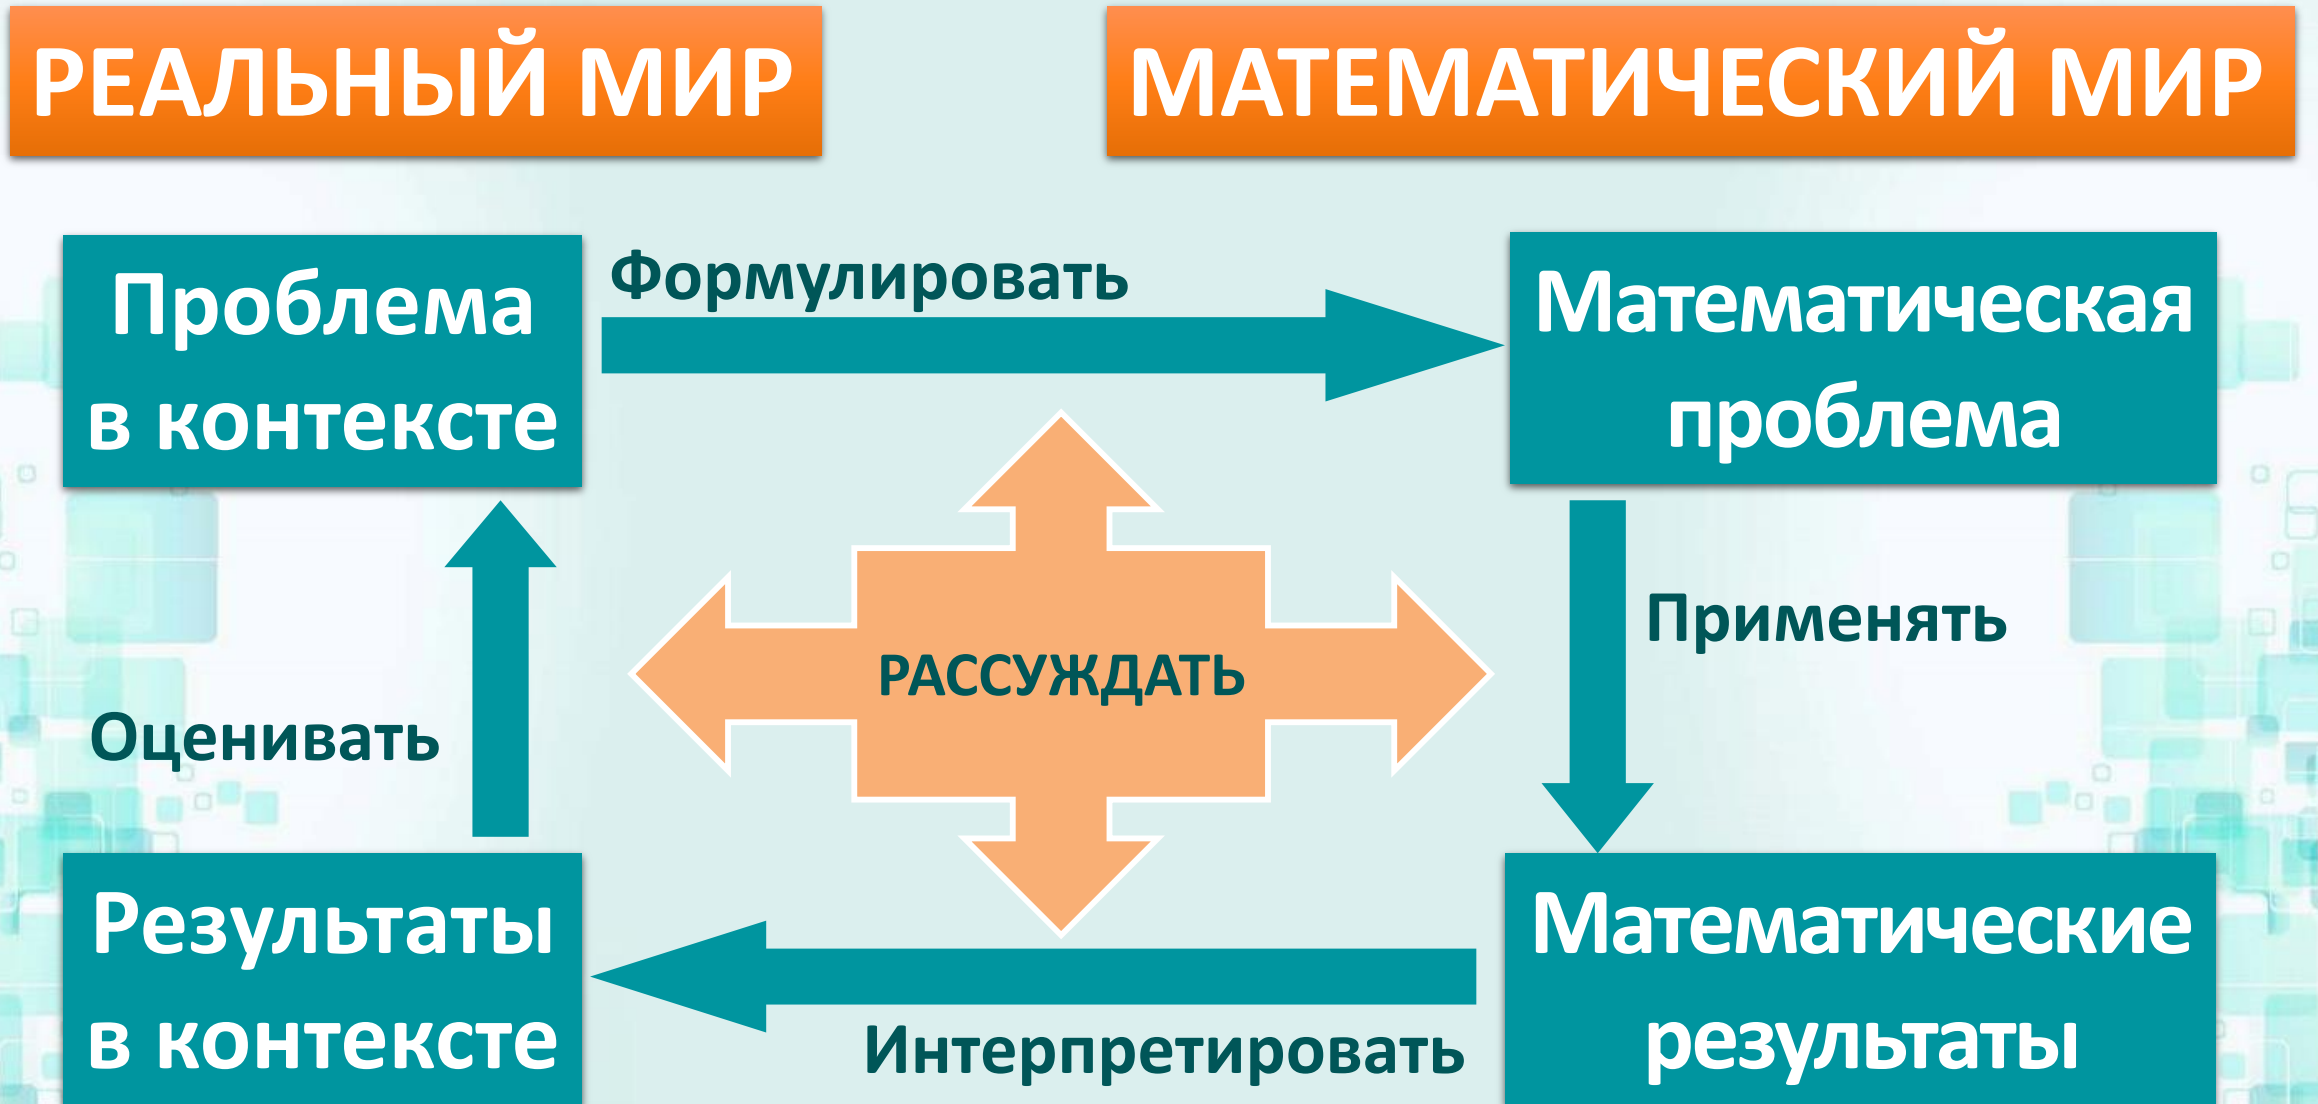 РЕАЛЬНЫЙ МИР
МАТЕМАТИЧЕСКИЙ МИР
Проблема
в контексте
Формулировать
Математическая
проблема
РАССУЖДАТЬ
Применять
Оценивать
Результаты
в контексте
Интерпретировать
Математические
результаты